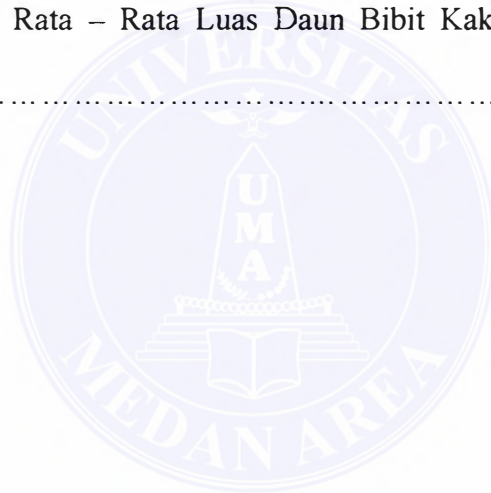 Rata – Rata Luas Daun Bibit Kak
........................................................
UNIVERSITAS
UMA
MEDAN AREA